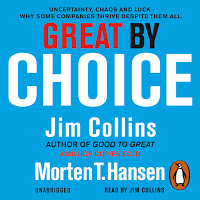 UNCERTAINTY, CHAOS AND LUCK -
WHY SOME COMPANIES THRIVE DESPITE THEM ALL
GREAT BY
CHOICE
Jim Collins
AUTHOR OF GOOD TO GREAT
Morten T. Hansen
UNABRIDGED
READ BY JIM COLLINS